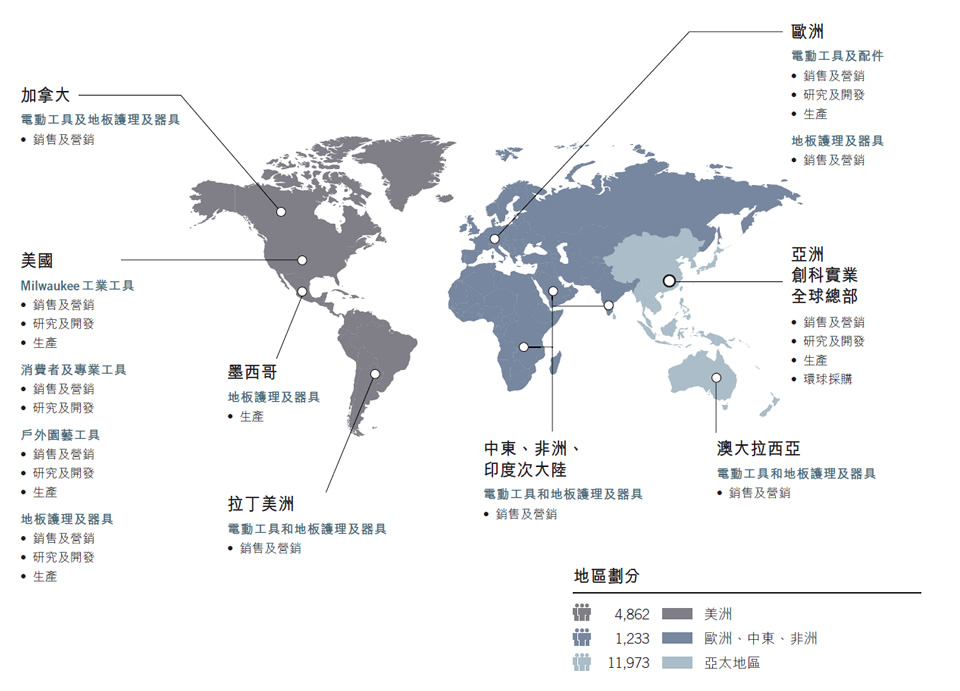 加拿大
電動工具及地板護理及器具
• 銷售及營銷
美國
Milwaukee 工業工具
• 銷售及營銷
• 研究及開發
• 生產
消費者及專業工具
• 銷售及營銷
• 研究及開發
戶外園藝工具
• 銷售及營銷
• 研究及開發
• 生產
地板護理及器具
• 銷售及營銷
• 研究及開發
• 生產
墨西哥
地板護理及器具
• 生產
拉丁美洲
電動工具和地板護理及器具
• 銷售及營銷
歐洲
電動工具及配件
• 銷售及營銷
• 研究及開發
• 生產
地板護理及器具
• 銷售及營銷
亞洲
創科實業
全球總部
• 銷售及營銷
• 研究及開發
• 生產
• 環球採購
中東、非洲、
印度次大陸
電動工具和地板護理及器具
• 銷售及營銷
澳大拉西亞
電動工具和地板護理及器具
• 銷售及營銷
地區劃分
4,862 美洲
1,233 歐洲、中東、非洲
11,973 亞太地區